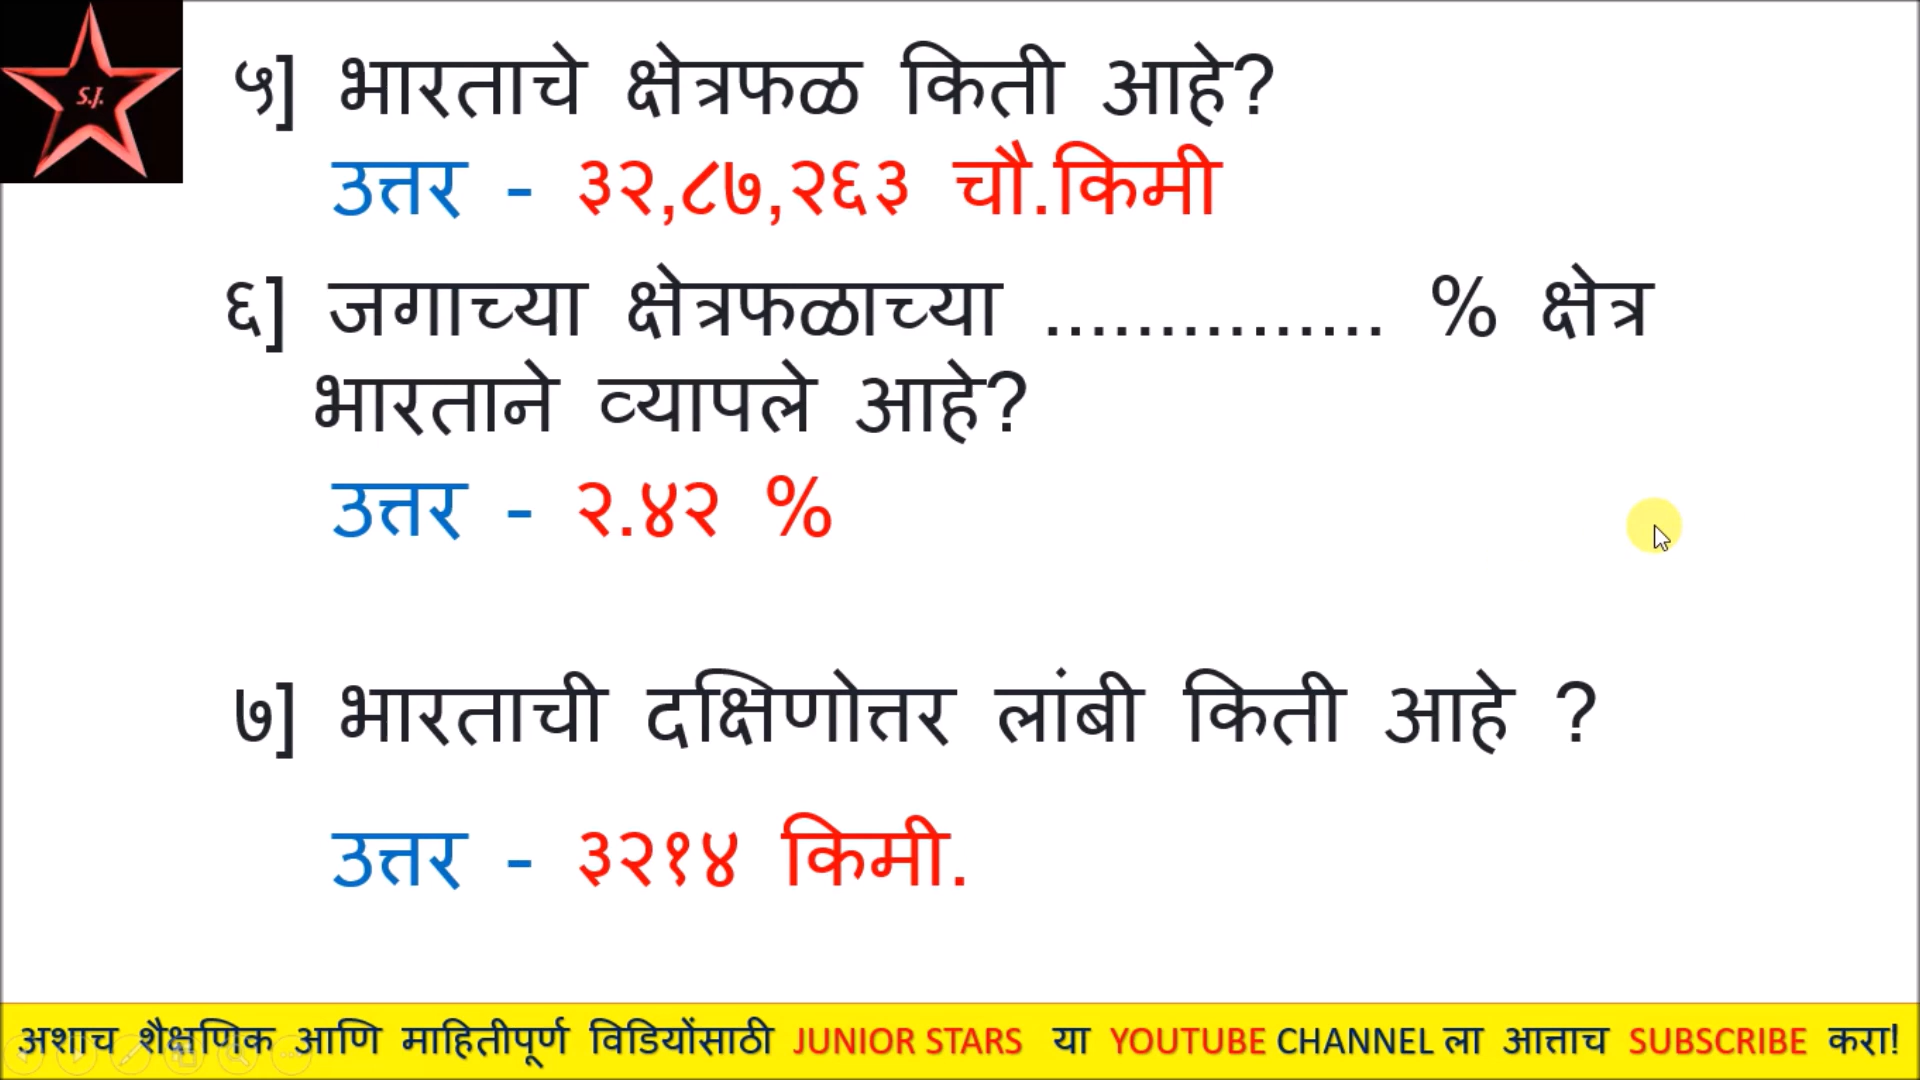 S.J.
५] भारताचे क्षेत्रफळ किती आहे?
उत्तर - ३२,८७,२६३ चौ.किमी
६] जगाच्या क्षेत्रफळाच्या ............... % क्षेत्र
भारताने व्यापले आहे?
उत्तर - २.४२ %
७] भारताची दक्षिणोत्तर लांबी किती आहे ?
उत्तर - ३२१४ किमी.
अशाच शैक्षणिक आणि माहितीपूर्ण विडियोंसाठी JUNIOR STARS या YOUTUBE CHANNEL ला आत्ताच SUBSCRIBE करा!